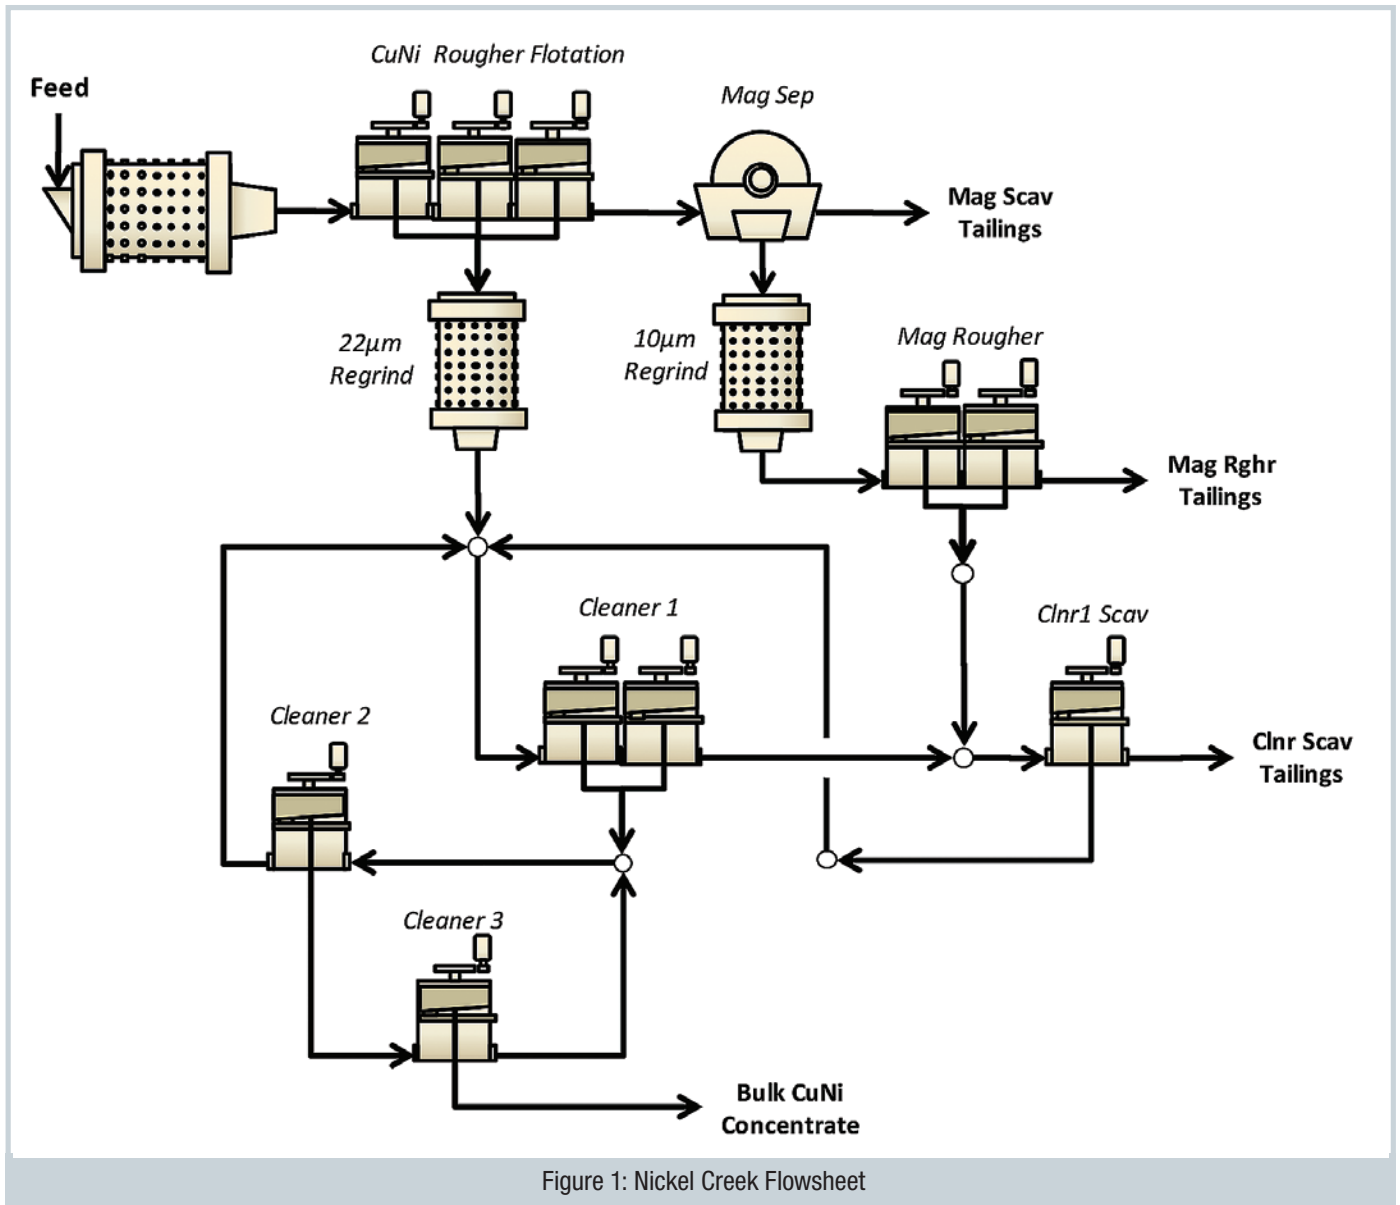 CuNi Rougher Flotation
Feed
Mag Sep
Mag Scav
Tailings
22µm
Regrind
10µm
Regrind
Mag Rougher
Mag Rghr
Tailings
Cleaner 1
Clnr1 Scav
Cleaner 2
Clnr Scav
Tailings
Cleaner 3
Bulk CuNi
Concentrate
Figure 1: Nickel Creek Flowsheet